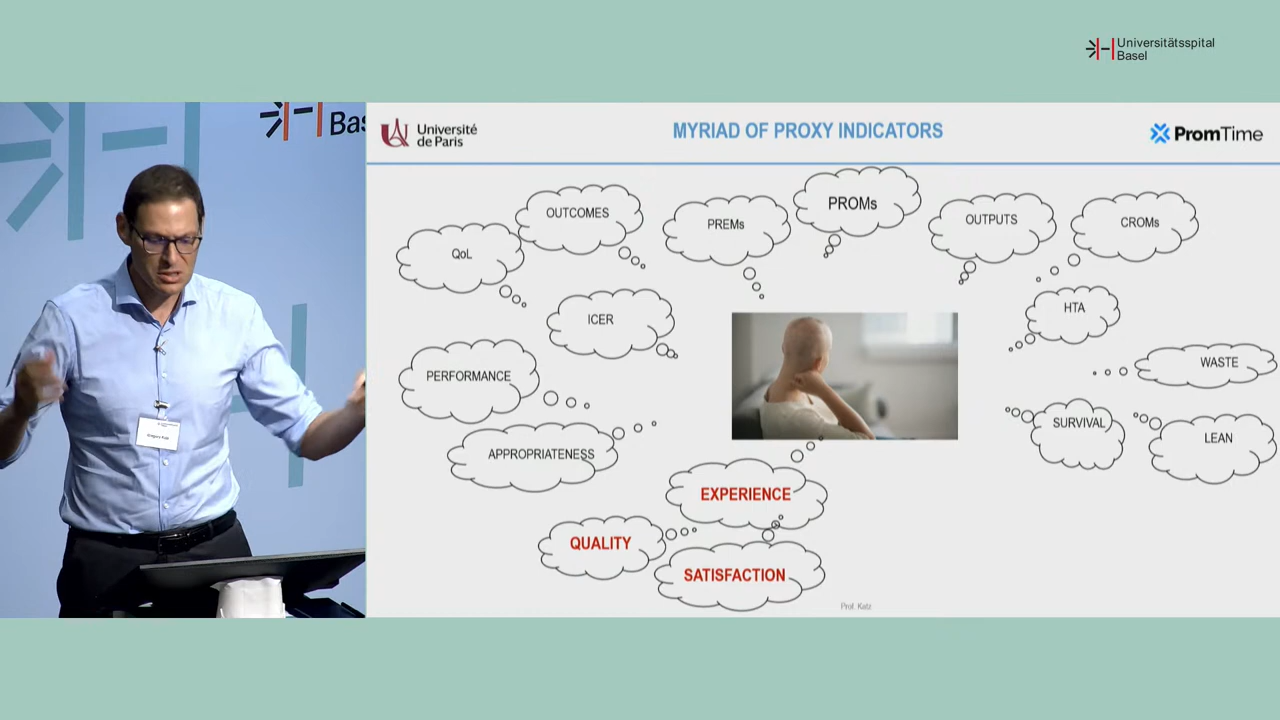 Universitätsspital
Basel
Bas
Université
de Paris
MYRIAD OF PROXY INDICATORS
PromTime
PROMs
OUTCOMES
PREMs
OUTPUTS
CROMs
QoL
ICER
HTA
PERFORMANCE
WASTE
APPROPRIATENESS
SURVIVAL
LEAN
EXPERIENCE
QUALITY
SATISFACTION
Prof. Katz